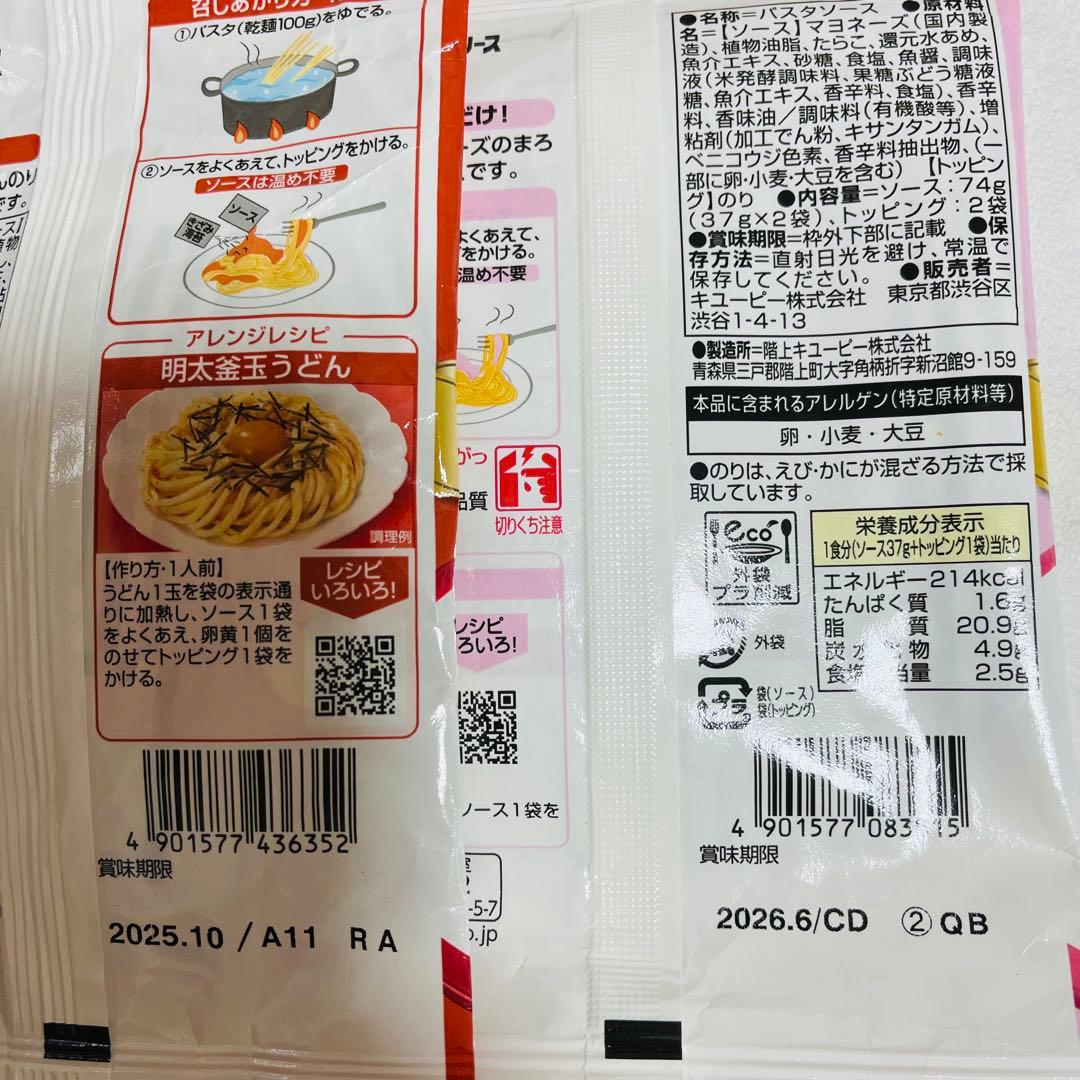 召しあがり方
①パスタ(乾麺100g)をゆでる。
②ソースをよくあえて、トッピングをかける。
ソースは温め不要
ソース
きざみ
海苔
アレンジレシピ
明太釜玉うどん
調理例
【作り方・1人前】
うどん1玉を袋の表示通
りに加熱し、ソース1袋
をよくあえ、卵黄1個を
のせてトッピング1袋を
かける。
レシピ
いろいろ!
4 901577 436352
賞味期限
2025.10 /A11 RA
んのり
です。
ソース
だけ!
ーズのまろ
です。
よくあえて、
をかける。
温め不要
がっ
品質
切りくち注意
レシピ
いろいろ!
ソース1袋を
-5-7
.jp
●名称=パスタソース ●原材料
名=【ソース】マヨネーズ(国内製
造)、植物油脂、たらこ、還元水あめ、
魚介エキス、砂糖、食塩、魚醤、調味
液(米発酵調味料、果糖ぶどう糖液
糖、魚介エキス、香辛料、食塩)、香辛
料、香味油/調味料(有機酸等)、増
粘剤(加工でん粉、キサンタンガム)、
ベニコウジ色素、香辛料抽出物、(一
部に卵・小麦・大豆を含む) 【トッピン
グ】のり ●内容量=ソース:74g
(37g×2袋)、トッピング:2袋
●賞味期限=枠外下部に記載 ●保
存方法=直射日光を避け、常温で
保存してください。 ●販売者=
キユーピー株式会社 東京都渋谷区
渋谷1-4-13
●製造所=階上キユーピー株式会社
青森県三戸郡階上町大字角柄折字新沼館9-159
本品に含まれるアレルゲン(特定原材料等)
卵・小麦・大豆
●のりは、えび・かにが混ざる方法で採
取しています。
eco
外袋
プラ削減
外袋
袋(ソース)
袋(トッピング)
栄養成分表示
1食分(ソース37g+トッピング1袋)当たり
エネルギー 214kcal
たんぱく質 1.6g
脂質 20.9g
炭水化物 4.9g
食塩相当量 2.5g
4 901577 083
賞味期限
2026.6/CD ②QB